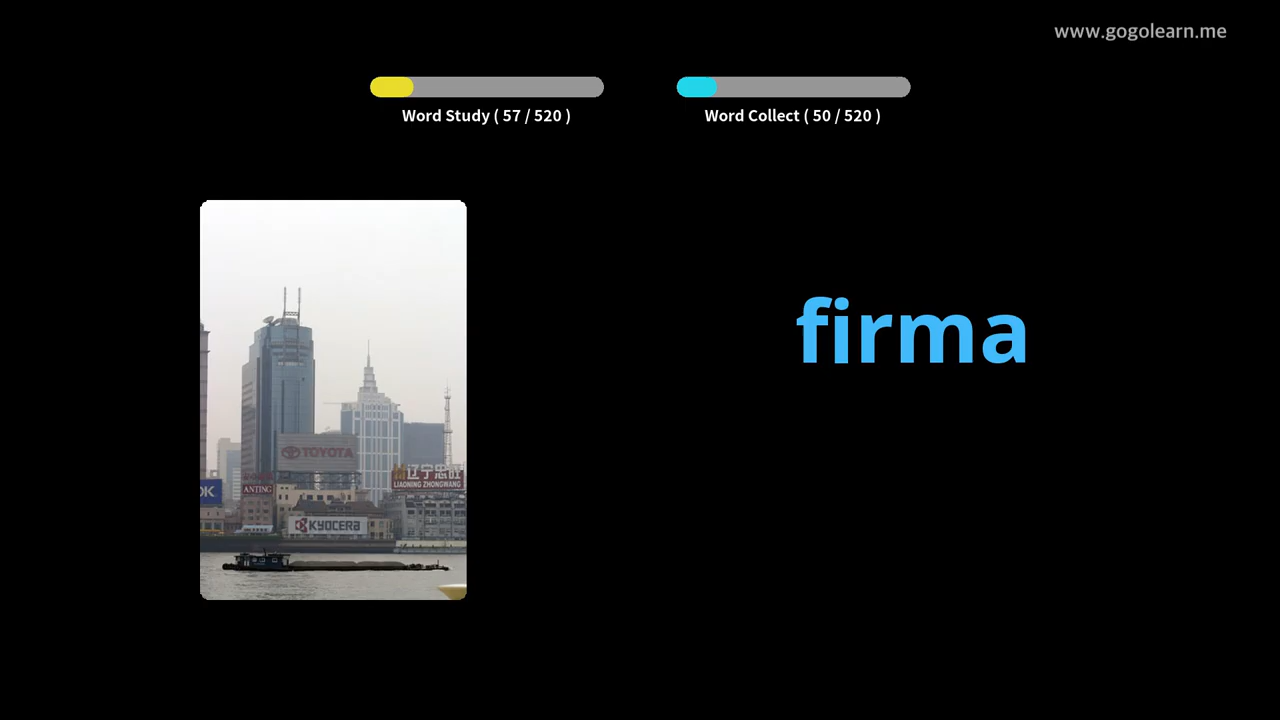 www.gogolearn.me
Word Study ( 57 / 520 )
Word Collect ( 50 / 520 )
firma
TOYOTA
辽宁忠旺
LIAONING ZHONGWANG
OK
ANTING
KYOCERA